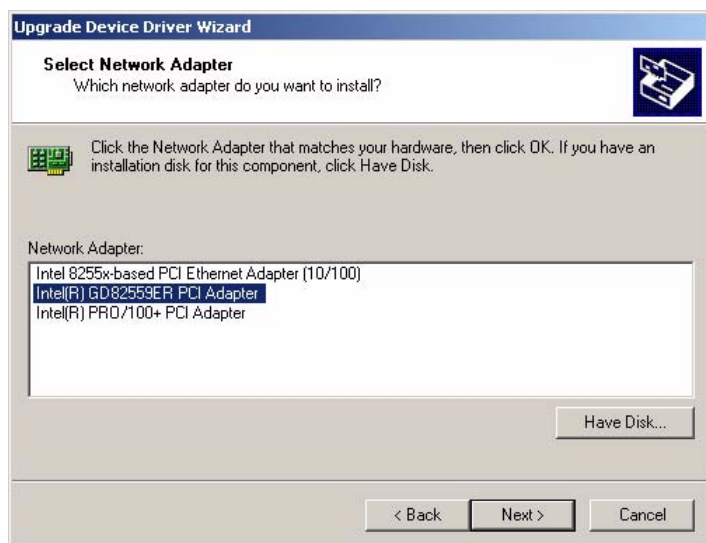 Upgrade Device Driver Wizard
Select Network Adapter
Which network adapter do you want to install?
Click the Network Adapter that matches your hardware, then click OK. If you have an
installation disk for this component, click Have Disk.
Network Adapter:
Intel 8255x-based PCI Ethernet Adapter (10/100)
Intel(R) GD82559ER PCI Adapter
Intel(R) PRO/100+ PCI Adapter
Have Disk...
< Back
Next >
Cancel